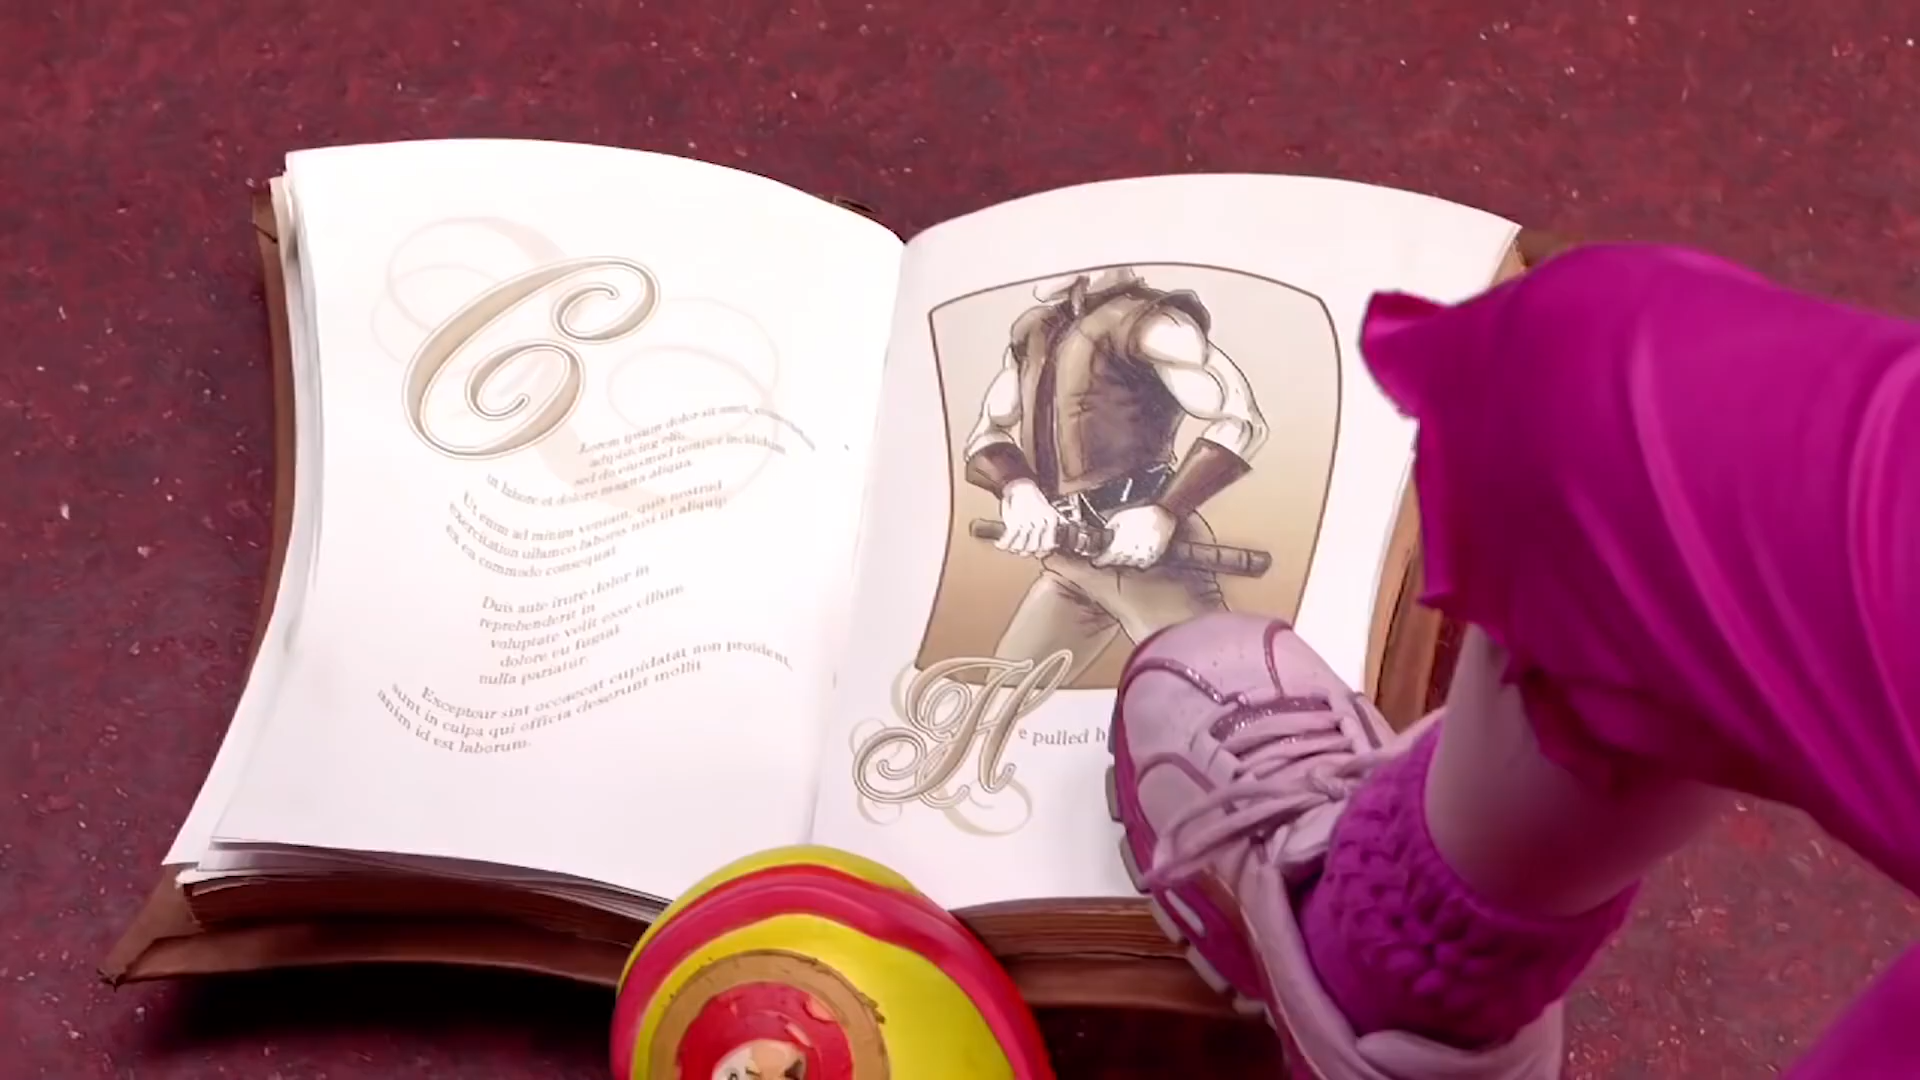 C
Lorem ipsum dolor sit amet,
adipisicing elit,
sed do eiusmod tempor incididunt
in labore et dolore magna aliqua.
Ut enim ad minim veniam, quis nostrud
exercitation ullamco laboris nisi ut aliquip
ex ea commodo consequat
Duis aute irure dolor in
reprehenderit in
voluptate velit esse cillum
dolore eu fugiat
nulla pariatur.
Excepteur sint occaecat cupidatat non proident,
sunt in culpa qui officia deserunt mollit
anim id est laborum.
He pulled h